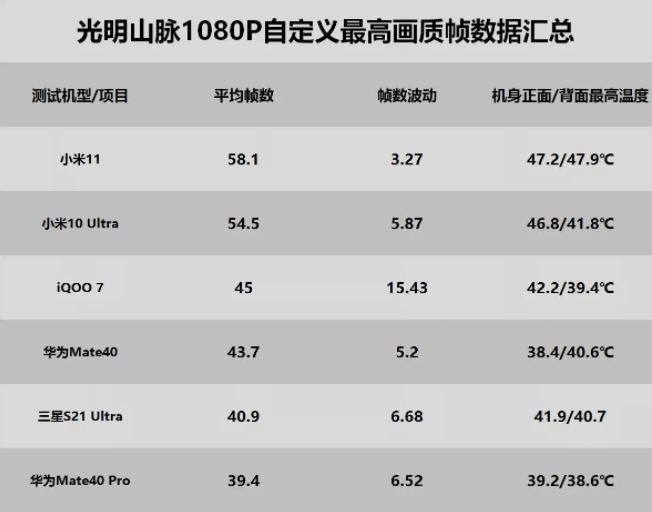 光明山脉1080P自定义最高画质帧数据汇总
测试机型/项目 平均帧数 帧数波动 机身正面/背面最高温度
小米11 58.1 3.27 47.2/47.9℃
小米10 Ultra 54.5 5.87 46.8/41.8℃
iQOO 7 45 15.43 42.2/39.4℃
华为Mate40 43.7 5.2 38.4/40.6℃
三星S21 Ultra 40.9 6.68 41.9/40.7
华为Mate40 Pro 39.4 6.52 39.2/38.6℃